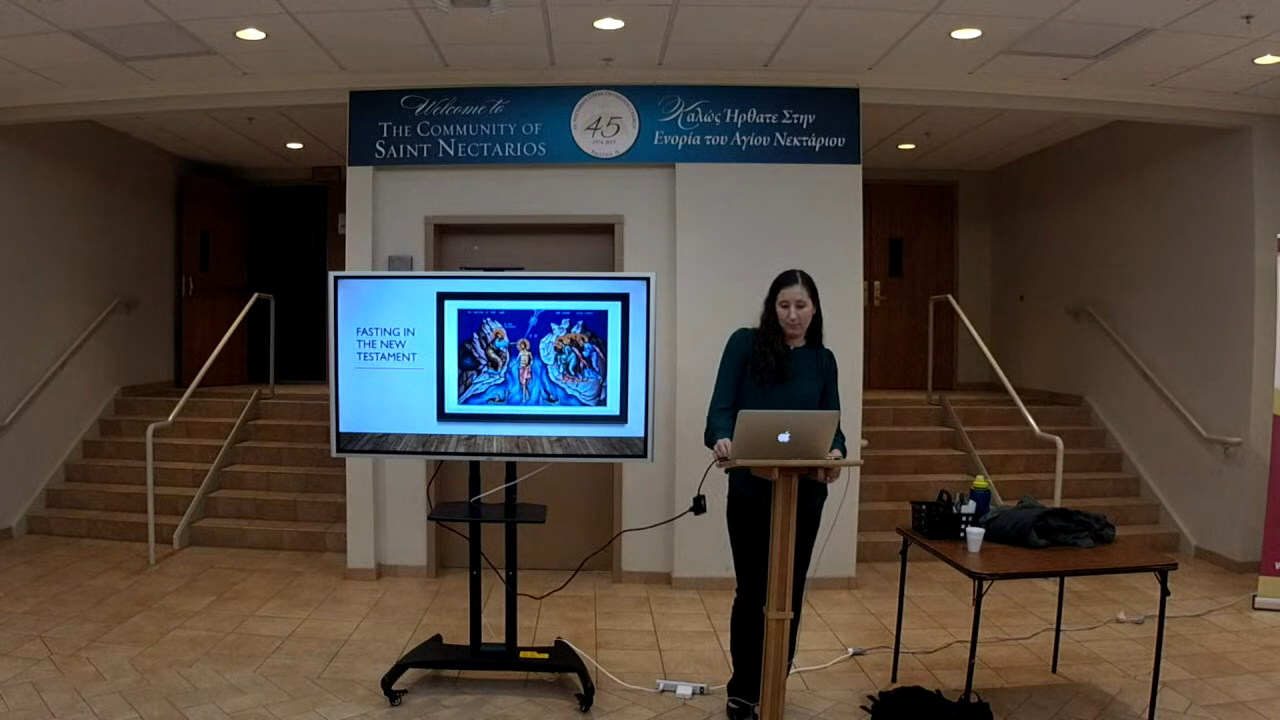 Welcome to
THE COMMUNITY OF
SAINT NECTARIOS
45
Καλώς Ήρθατε Στην
Ενορία του Αγίου Νεκτάριου
FASTING IN
THE NEW
TESTAMENT